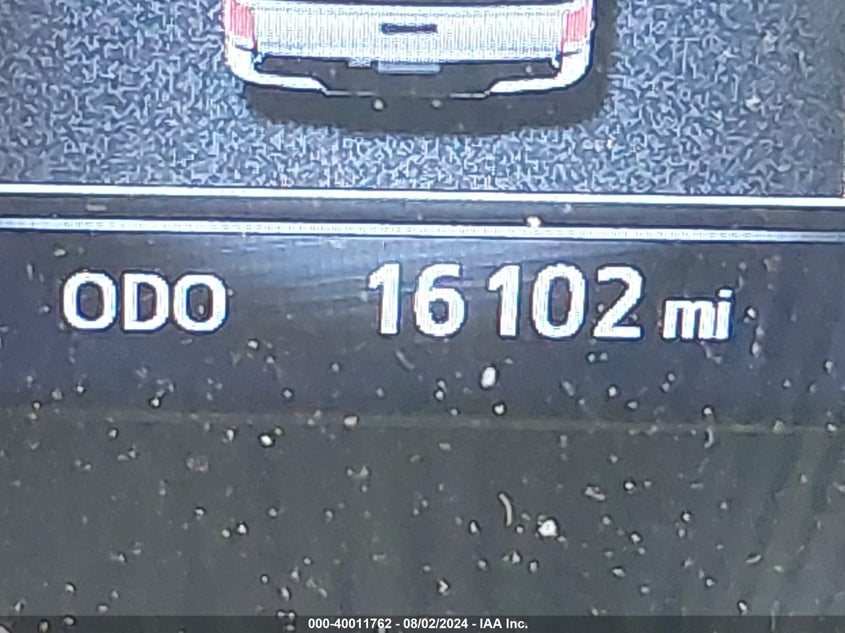 ODO 16102 mi
000-40011762 - 08/02/2024 - IAA Inc.